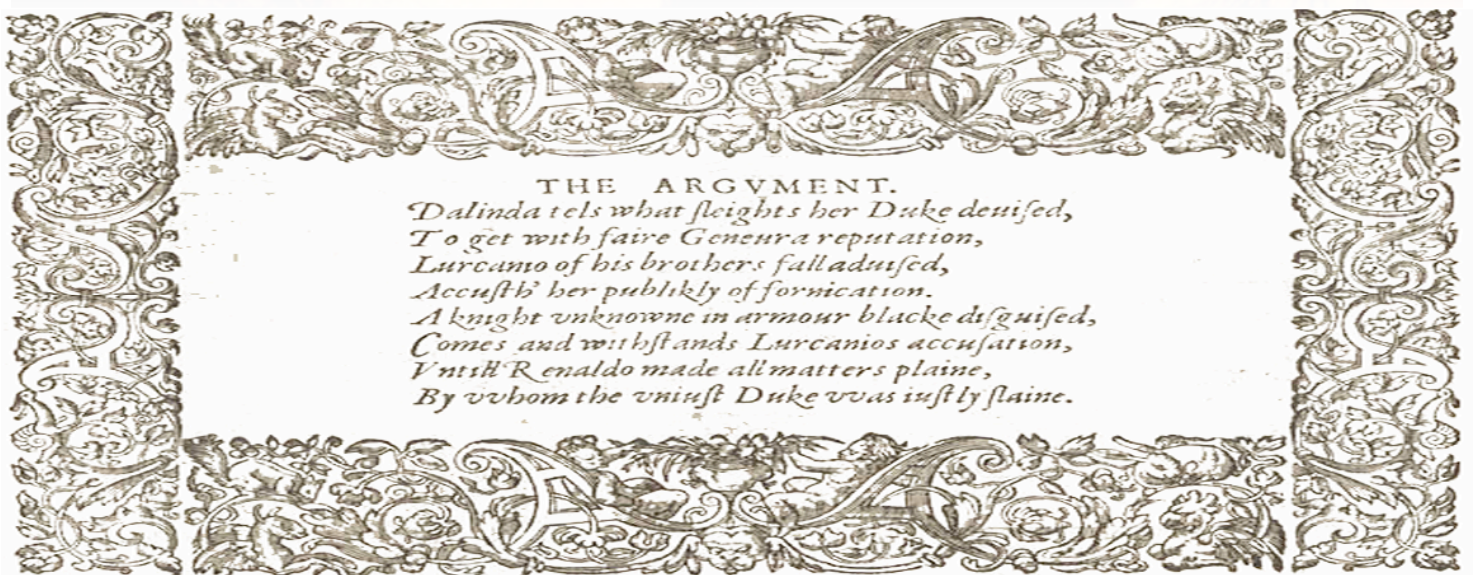 THE ARGVMENT.
Dalinda tels what ſleights her Duke deuiſed,
To get with faire Geneura reputation,
Lurcanio of his brothers fall aduiſed,
Accuſth' her publikly of fornication.
A knight vnknowne in armour blacke diſguiſed,
Comes and withſtands Lurcanios accuſation,
Vntill Renaldo made all matters plaine,
By vvhom the vniuſt Duke vvas iuſtly ſlaine.